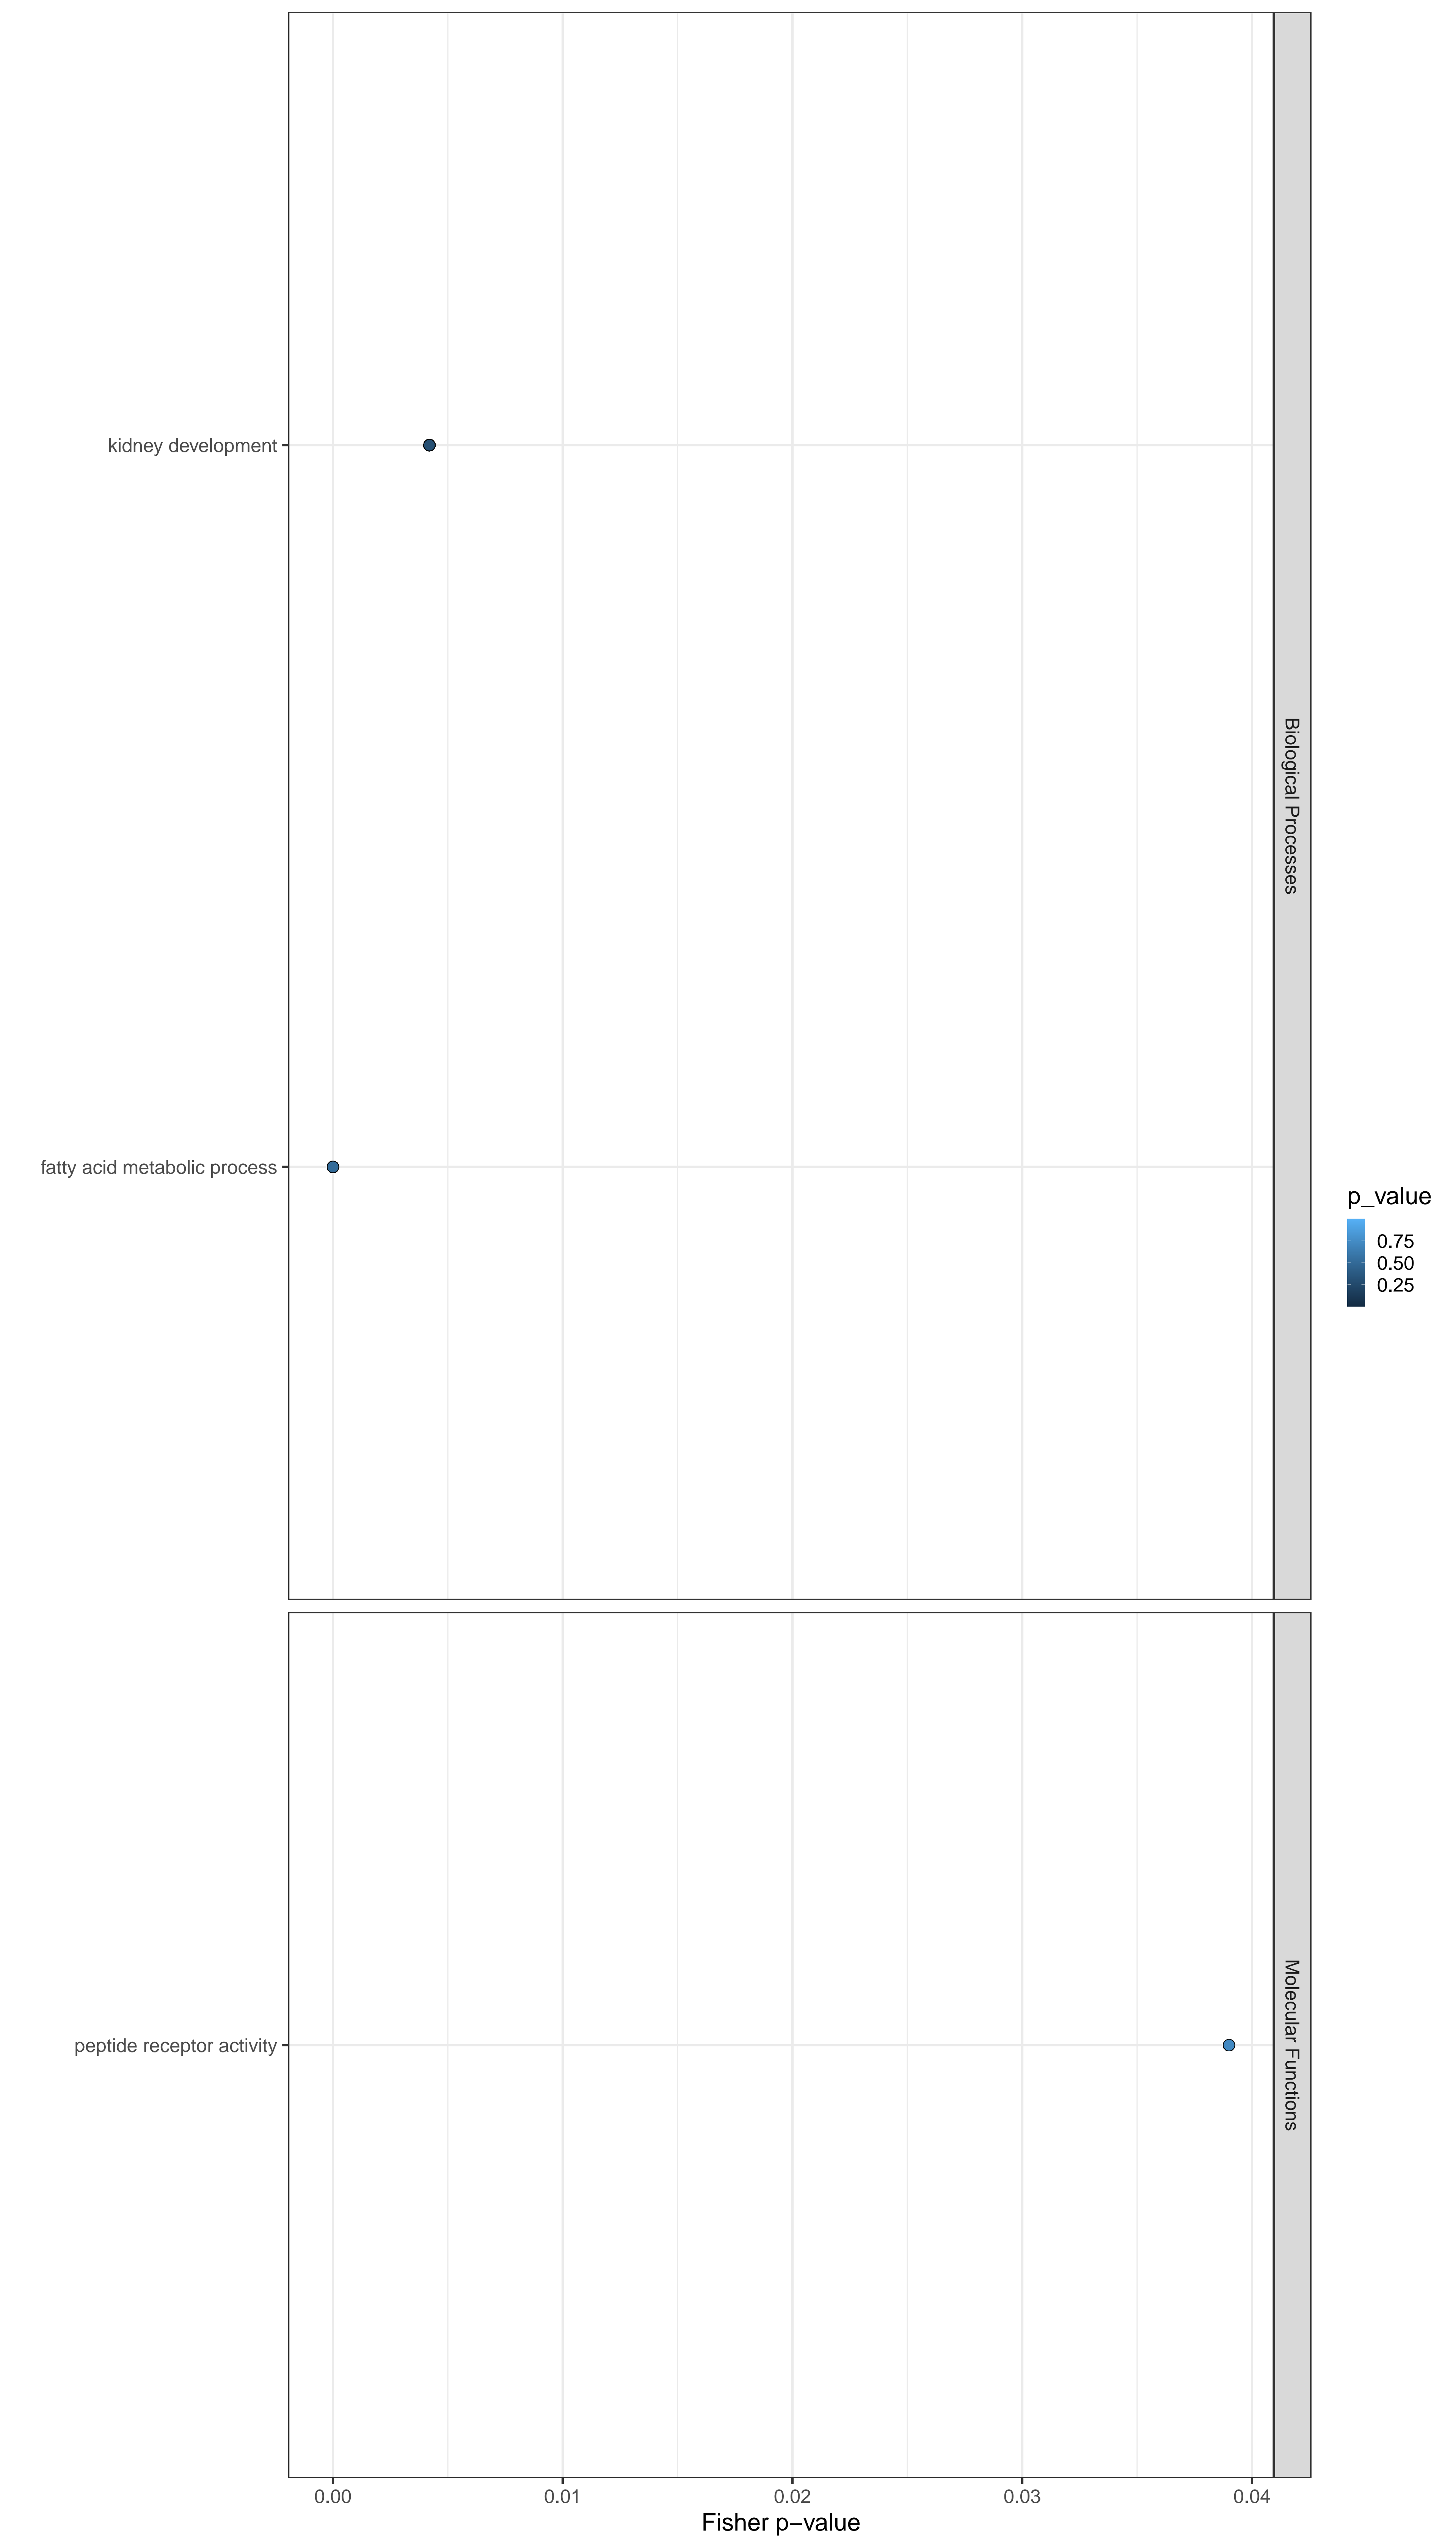 kidney development
Biological Processes
fatty acid metabolic process
p_value
0.75
0.50
0.25
peptide receptor activity
Molecular Functions
0.00 0.01 0.02 0.03 0.04
Fisher p−value